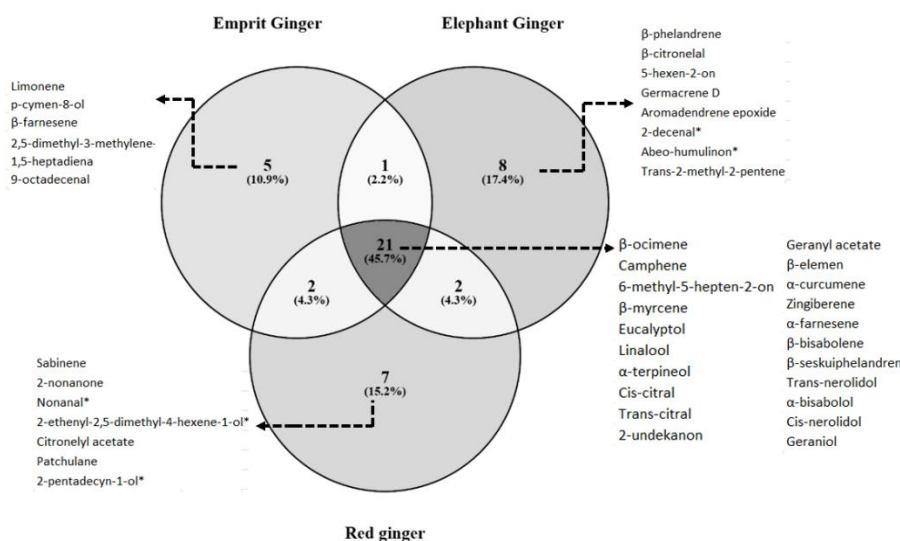 Emprit Ginger
Elephant Ginger
Limonene
p-cymen-8-ol
β-farnesene
2,5-dimethyl-3-methylene-
1,5-heptadiena
9-octadecenal
β-phelandrene
β-citronelal
5-hexen-2-on
Germacrene D
Aromadendrene epoxide
2-decenal*
Abeo-humulinon*
Trans-2-methyl-2-pentene
5
(10.9%)
1
(2.2%)
8
(17.4%)
21
(45.7%)
2
(4.3%)
2
(4.3%)
7
(15.2%)
β-ocimene
Camphene
6-methyl-5-hepten-2-on
β-myrcene
Eucalyptol
Linalool
α-terpineol
Cis-citral
Trans-citral
2-undekanon
Geranyl acetate
β-elemen
α-curcumene
Zingiberene
α-farnesene
β-bisabolene
β-seskuiphelandren
Trans-nerolidol
α-bisabolol
Cis-nerolidol
Geraniol
Sabinene
2-nonanone
Nonanal*
2-ethenyl-2,5-dimethyl-4-hexene-1-ol*
Citronelyl acetate
Patchulane
2-pentadecyn-1-ol*
Red ginger